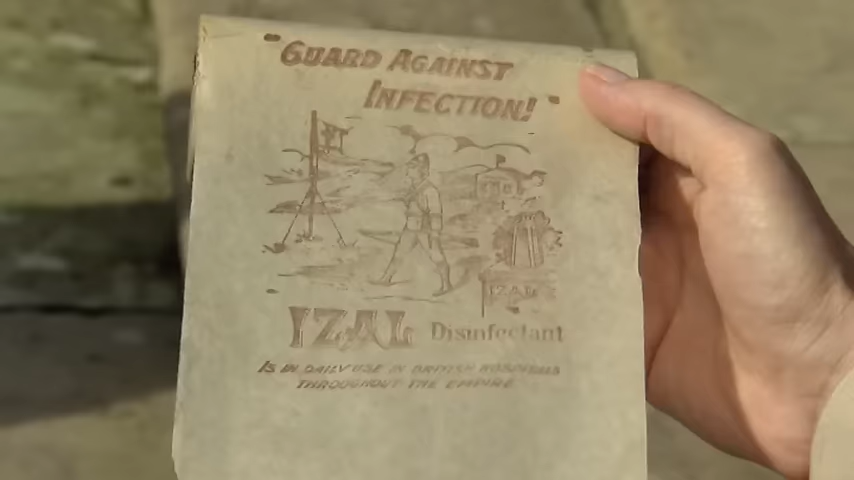 "GUARD AGAINST
INFECTION!"
IZAL
IZAL Disinfectant
IS IN DAILY USE IN BRITISH HOSPITALS
THROUGHOUT THE EMPIRE